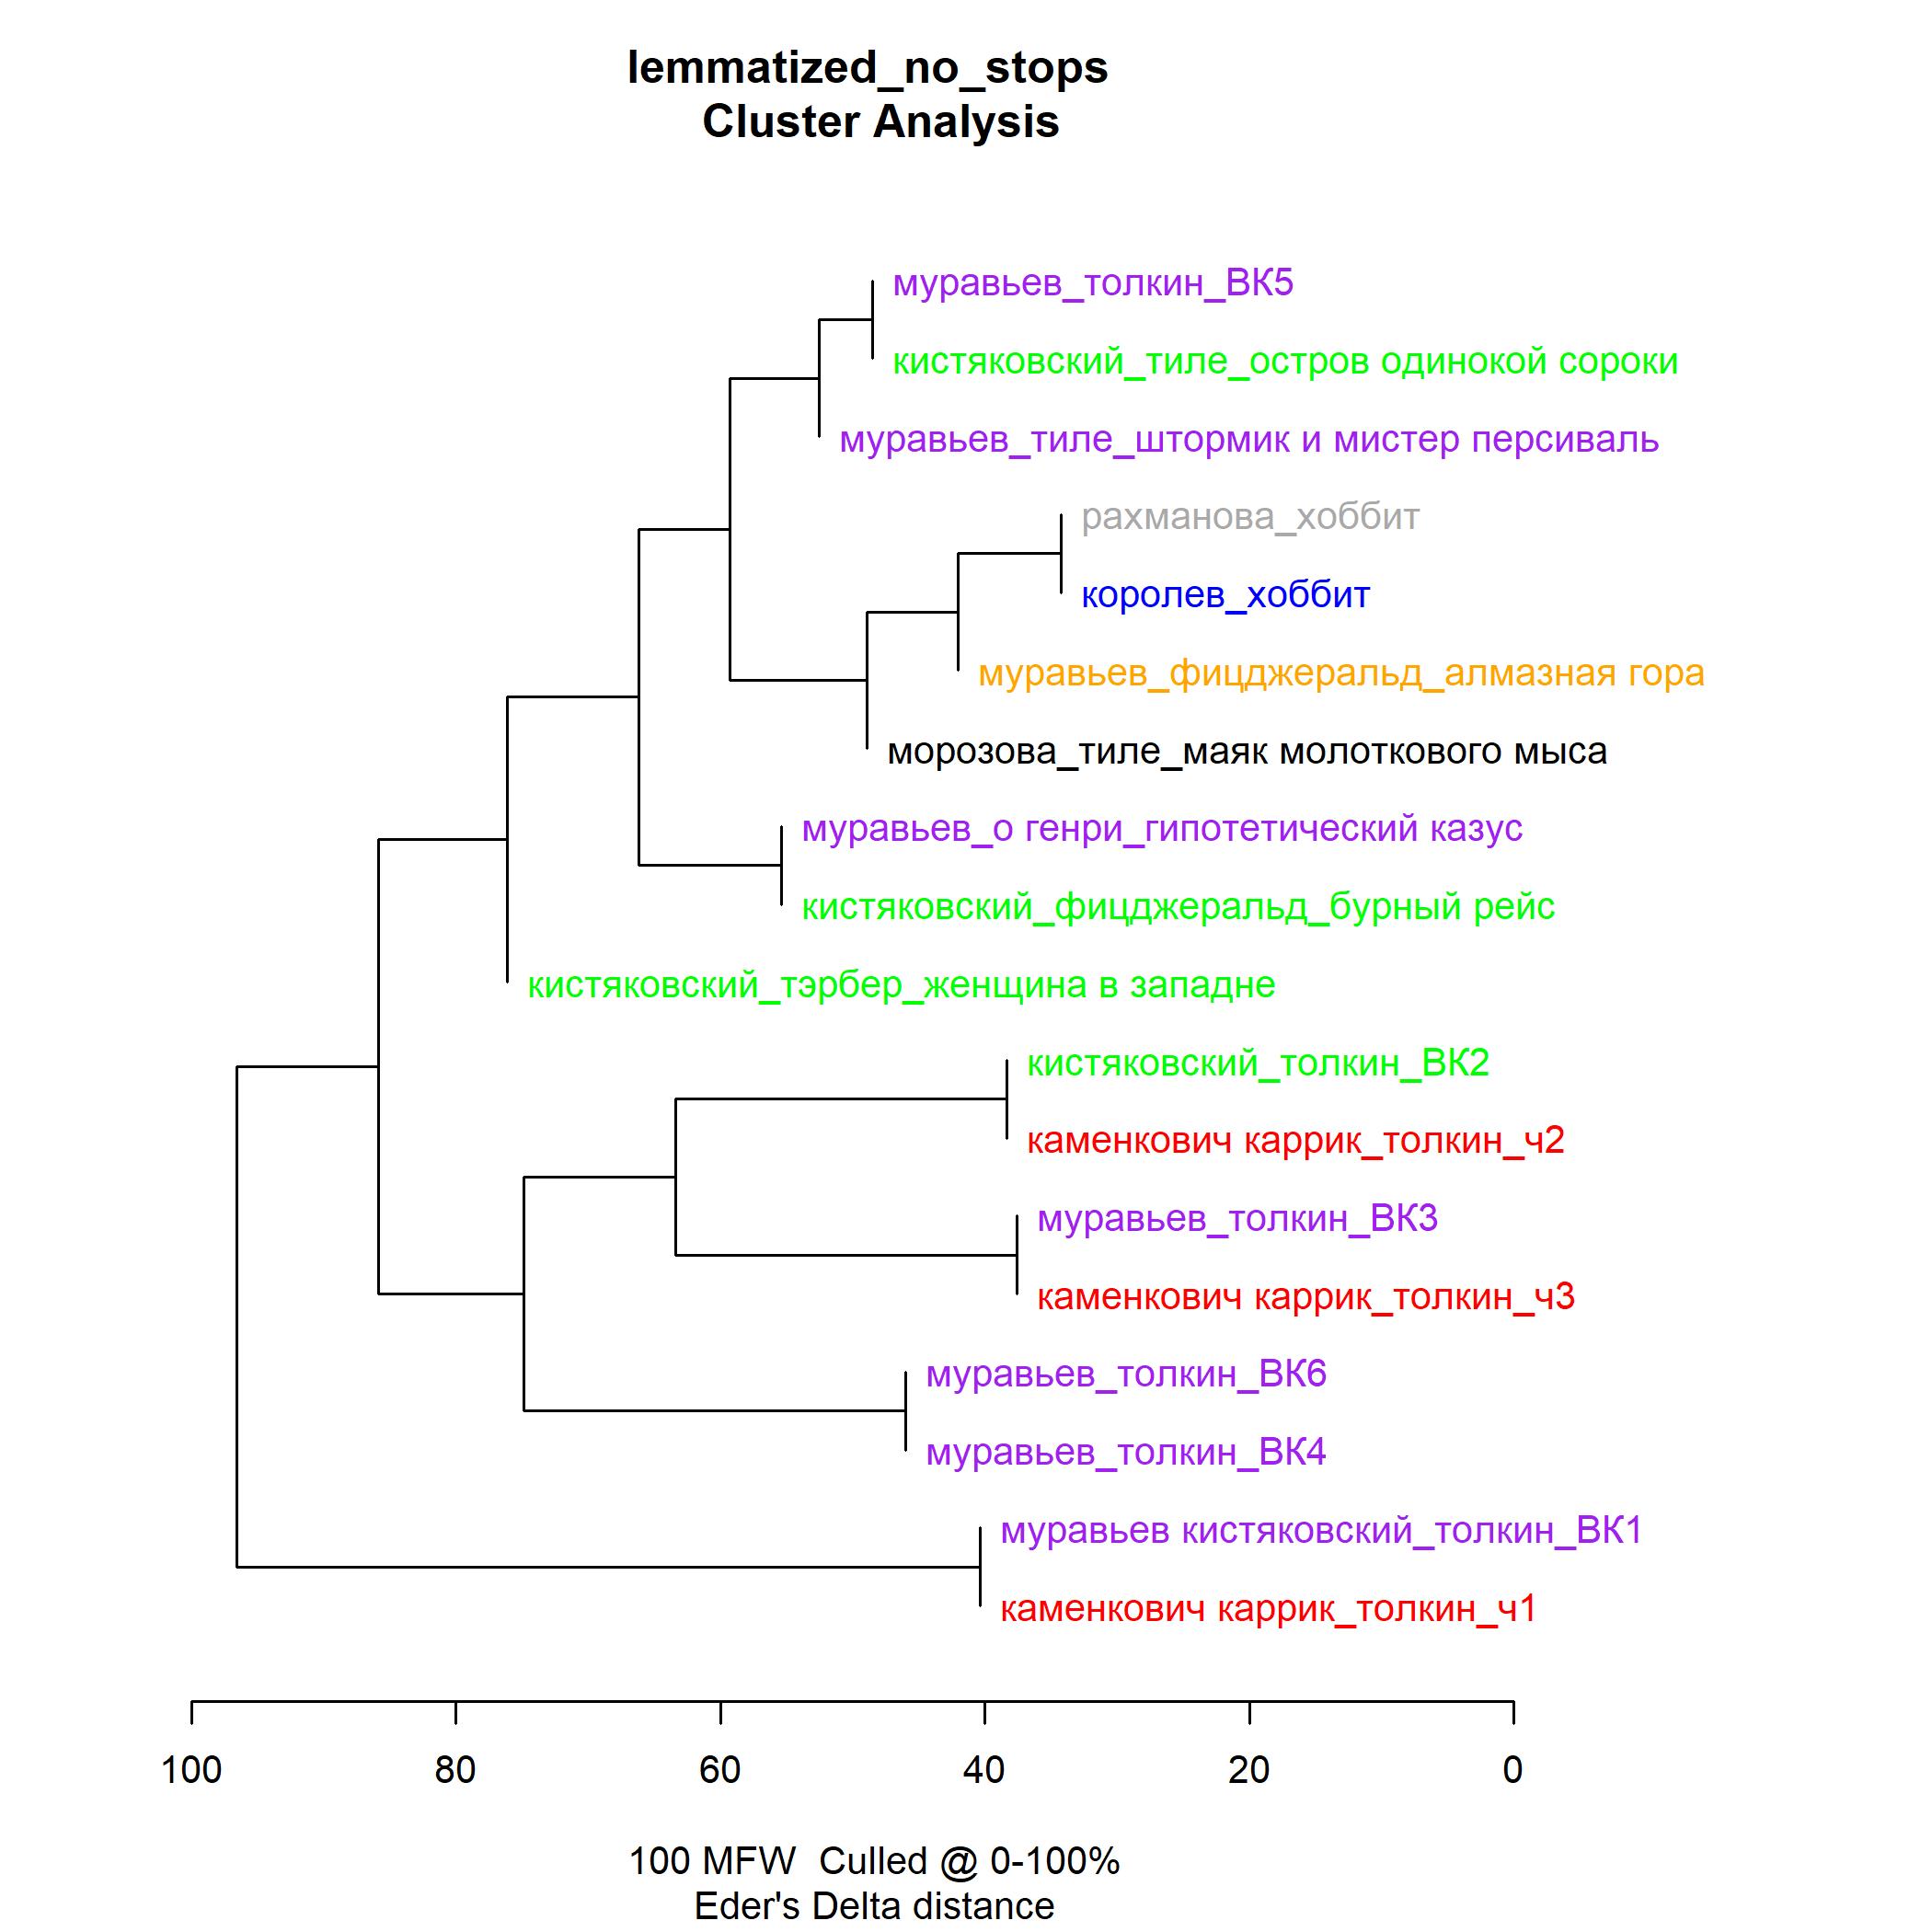 lemmatized_no_stops
Cluster Analysis
муравьев_толкин_ВК5
кистяковский_тиле_остров одинокой сороки
муравьев_тиле_штормик и мистер персиваль
рахманова_хоббит
королев_хоббит
муравьев_фицджеральд_алмазная гора
морозова_тиле_маяк молоткового мыса
муравьев_о генри_гипотетический казус
кистяковский_фицджеральд_бурный рейс
кистяковский_тэрбер_женщина в западне
кистяковский_толкин_ВК2
каменкович каррик_толкин_ч2
муравьев_толкин_ВК3
каменкович каррик_толкин_ч3
муравьев_толкин_ВК6
муравьев_толкин_ВК4
муравьев кистяковский_толкин_ВК1
каменкович каррик_толкин_ч1
100 80 60 40 20 0
100 MFW  Culled @ 0-100%
Eder's Delta distance